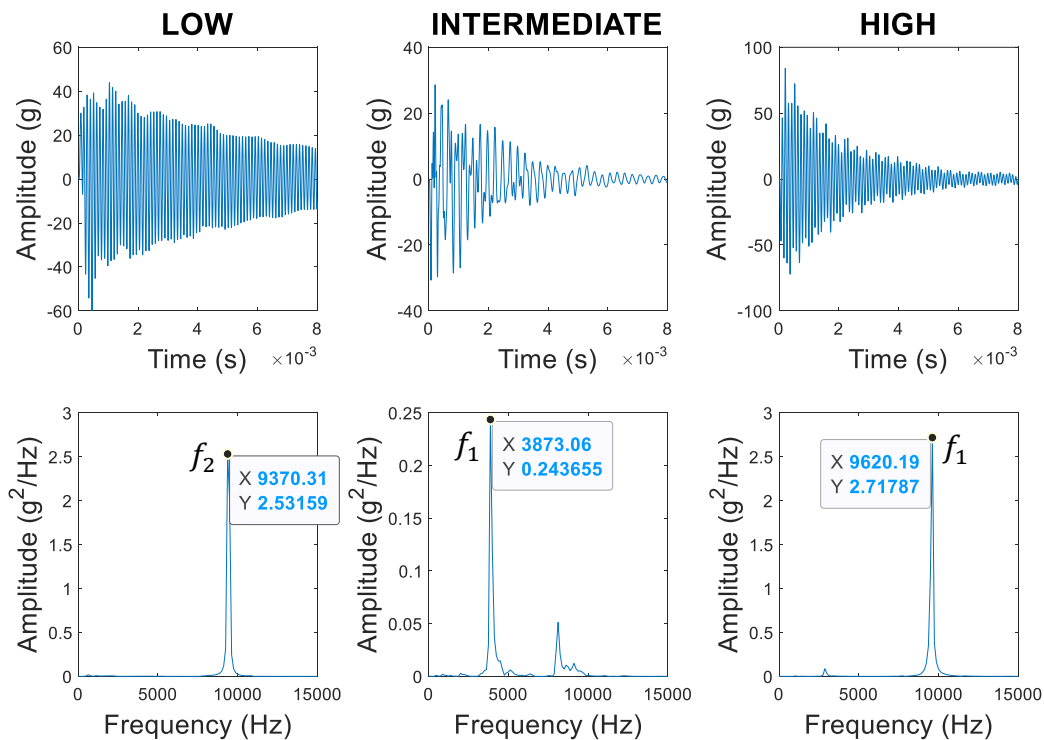 LOW
INTERMEDIATE
HIGH
60
40
20
0
-20
-40
-60
Amplitude (g)
0 2 4 6 8
Time (s) ×10⁻³
40
20
0
-20
-40
Amplitude (g)
0 2 4 6 8
Time (s) ×10⁻³
100
50
0
-50
-100
Amplitude (g)
0 2 4 6 8
Time (s) ×10⁻³
3
2.5
2
1.5
1
0.5
0
Amplitude (g²/Hz)
f₂
X 9370.31
Y 2.53159
0 5000 10000 15000
Frequency (Hz)
0.25
0.2
0.15
0.1
0.05
0
Amplitude (g²/Hz)
f₁
X 3873.06
Y 0.243655
0 5000 10000 15000
Frequency (Hz)
3
2.5
2
1.5
1
0.5
0
Amplitude (g²/Hz)
X 9620.19
Y 2.71787
f₁
0 5000 10000 15000
Frequency (Hz)